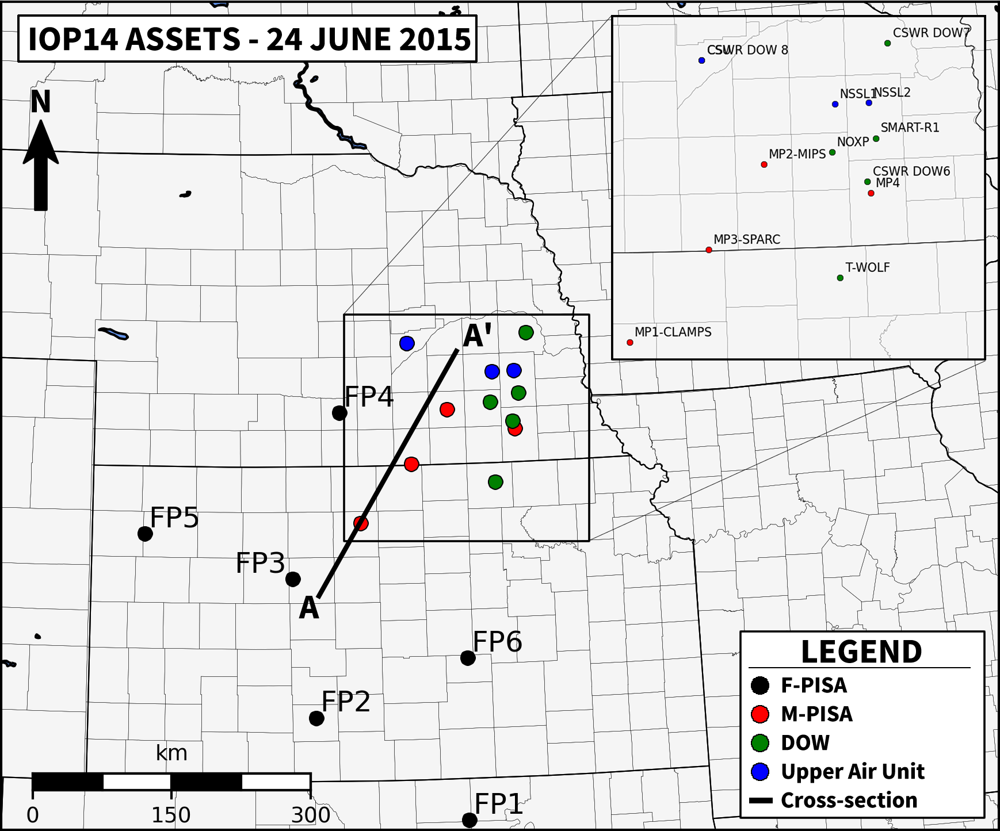 IOP14 ASSETS - 24 JUNE 2015
N
CSWR DOW7
CSU
CSWR DOW 8
NSSL1
NSSL2
SMART-R1
NOXP
MP2-MIPS
CSWR DOW6
MP4
MP3-SPARC
T-WOLF
MP1-CLAMPS
A'
FP4
FP5
FP3
A
FP6
FP2
FP1
km
0 150 300
LEGEND
F-PISA
M-PISA
DOW
Upper Air Unit
Cross-section